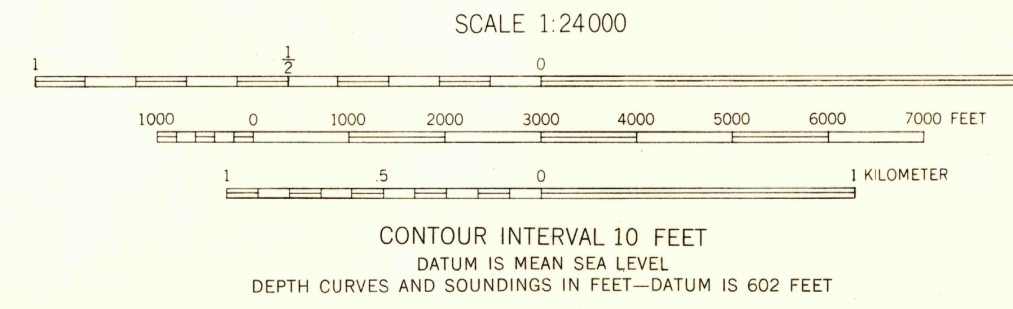 SCALE 1:24000
1 ½ 0
1000 0 1000 2000 3000 4000 5000 6000 7000 FEET
1 .5 0 1 KILOMETER
CONTOUR INTERVAL 10 FEET
DATUM IS MEAN SEA LEVEL
DEPTH CURVES AND SOUNDINGS IN FEET—DATUM IS 602 FEET